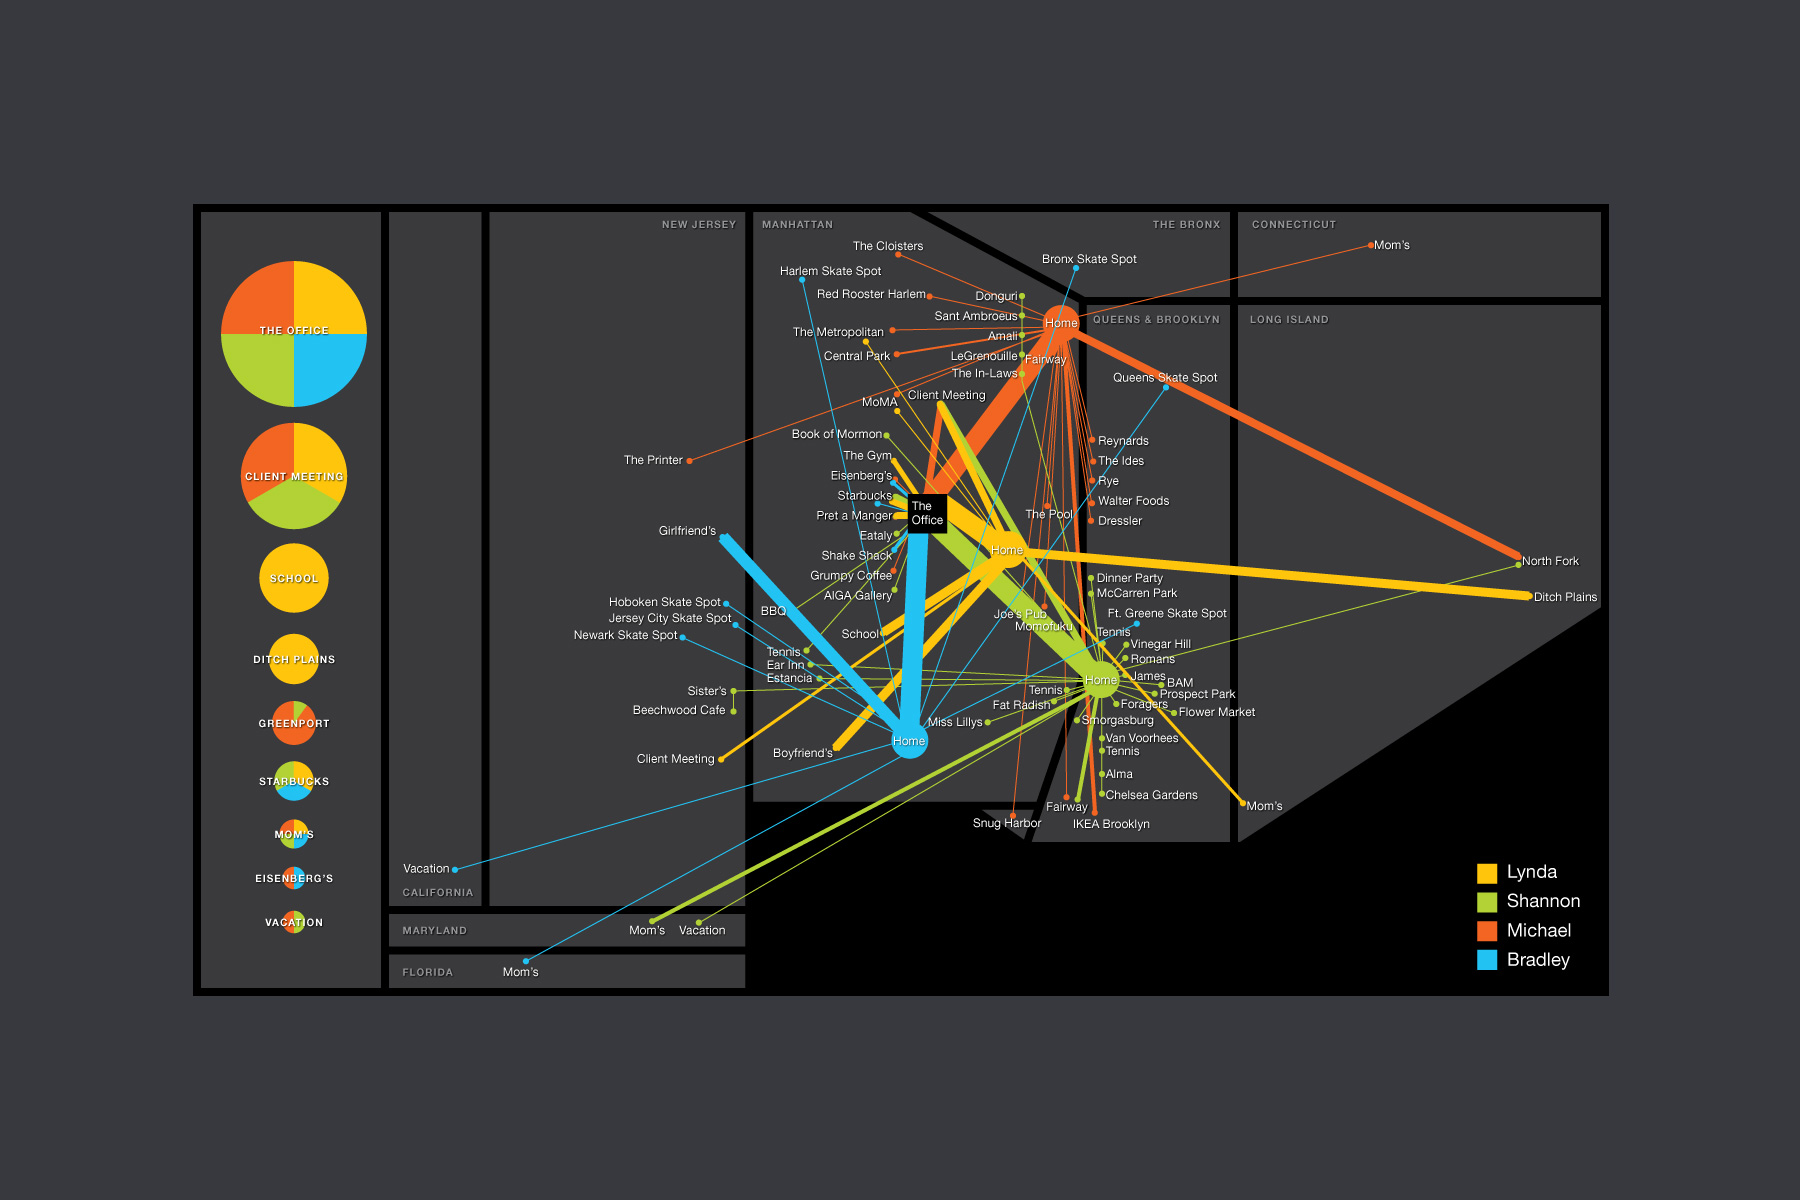 THE OFFICE
CLIENT MEETING
SCHOOL
DITCH PLAINS
GREENPORT
STARBUCKS
MOM'S
EISENBERG'S
VACATION
NEW JERSEY
MANHATTAN
THE BRONX
CONNECTICUT
The Cloisters
Mom's
Bronx Skate Spot
Harlem Skate Spot
Red Rooster Harlem
Donguri
Sant Ambroeus
Home
QUEENS & BROOKLYN
LONG ISLAND
The Metropolitan
Amali
Central Park
LeGrenouille
Fairway
The In-Laws
Queens Skate Spot
Client Meeting
MoMA
Book of Mormon
Reynards
The Gym
The Printer
The Ides
Eisenberg's
Rye
Starbucks
Walter Foods
The
Office
Pret a Manger
The Pool
Dressler
Girlfriend's
Eataly
Home
Shake Shack
North Fork
Grumpy Coffee
Dinner Party
AIGA Gallery
McCarren Park
Ditch Plains
Hoboken Skate Spot
BBQ
Joe's Pub
Ft. Greene Skate Spot
Jersey City Skate Spot
Momofuku
Newark Skate Spot
School
Tennis
Vinegar Hill
Tennis
Romans
Ear Inn
Estancia
Home
James
BAM
Sister's
Tennis
Prospect Park
Fat Radish
Foragers
Beechwood Cafe
Flower Market
Miss Lillys
Smorgasburg
Home
Van Voorhees
Boyfriend's
Tennis
Client Meeting
Alma
Chelsea Gardens
Fairway
Mom's
Snug Harbor
IKEA Brooklyn
Vacation
CALIFORNIA
MARYLAND
Mom's
Vacation
FLORIDA
Mom's
Lynda
Shannon
Michael
Bradley